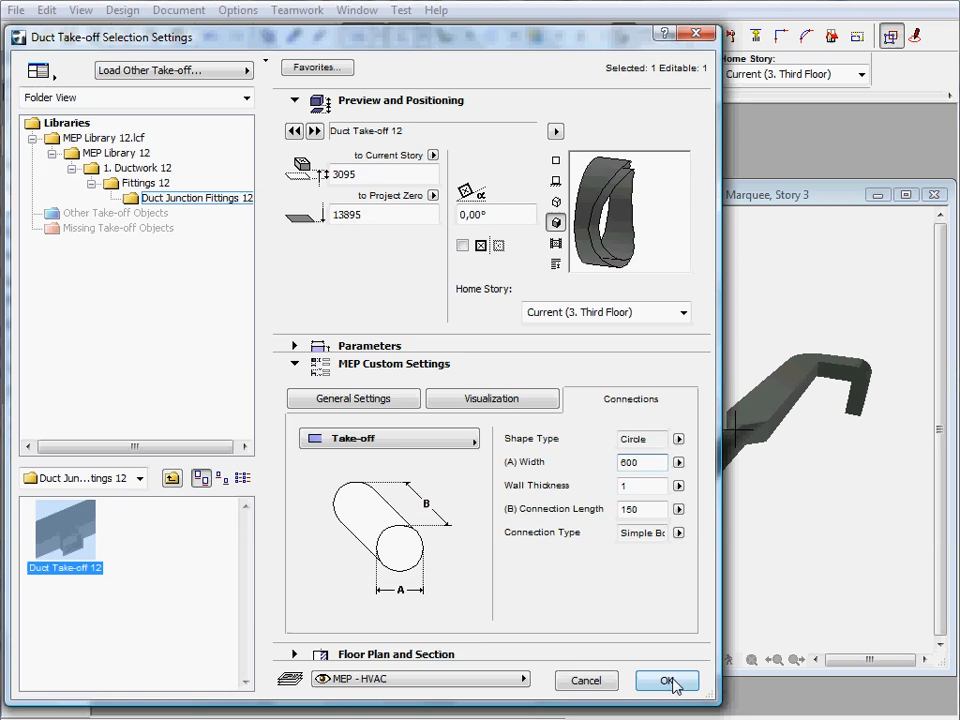 File Edit View Design Document Options Teamwork Window Test Help
Duct Take-off Selection Settings
Load Other Take-off...
Favorites...
Selected: 1 Editable: 1
Home Story:
Current (3. Third Floor)
Folder View
Libraries
MEP Library 12.lcf
MEP Library 12
1. Ductwork 12
Fittings 12
Duct Junction Fittings 12
Other Take-off Objects
Missing Take-off Objects
Preview and Positioning
Duct Take-off 12
to Current Story
3095
to Project Zero
13895
0,00°
α
Home Story:
Current (3. Third Floor)
Marquee, Story 3
Parameters
MEP Custom Settings
General Settings
Visualization
Connections
Take-off
Shape Type
Circle
(A) Width
600
Wall Thickness
1
(B) Connection Length
150
Connection Type
Simple Bo
B
A
Duct Jun...tings 12
Duct Take-off 12
Floor Plan and Section
MEP - HVAC
Cancel
OK